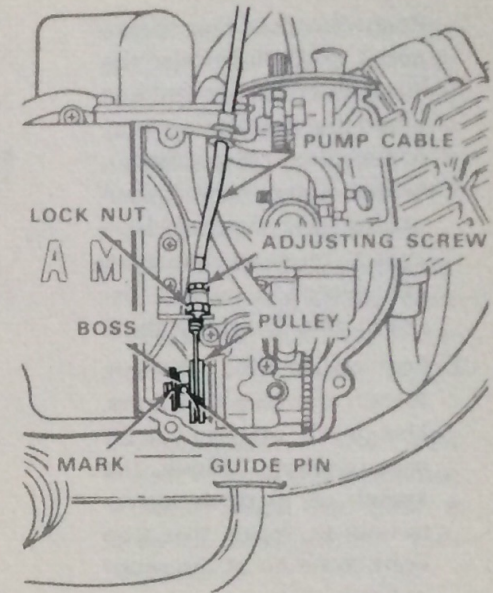 PUMP CABLE
LOCK NUT
ADJUSTING SCREW
A M
BOSS
PULLEY
MARK
GUIDE PIN